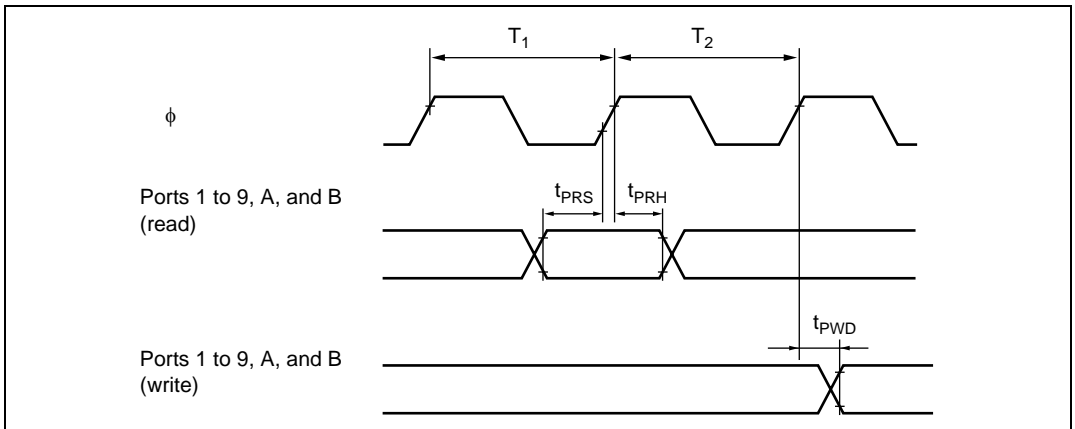 T₁ T₂
ϕ
Ports 1 to 9, A, and B
(read)
tPRS tPRH
Ports 1 to 9, A, and B
(write)
tPWD